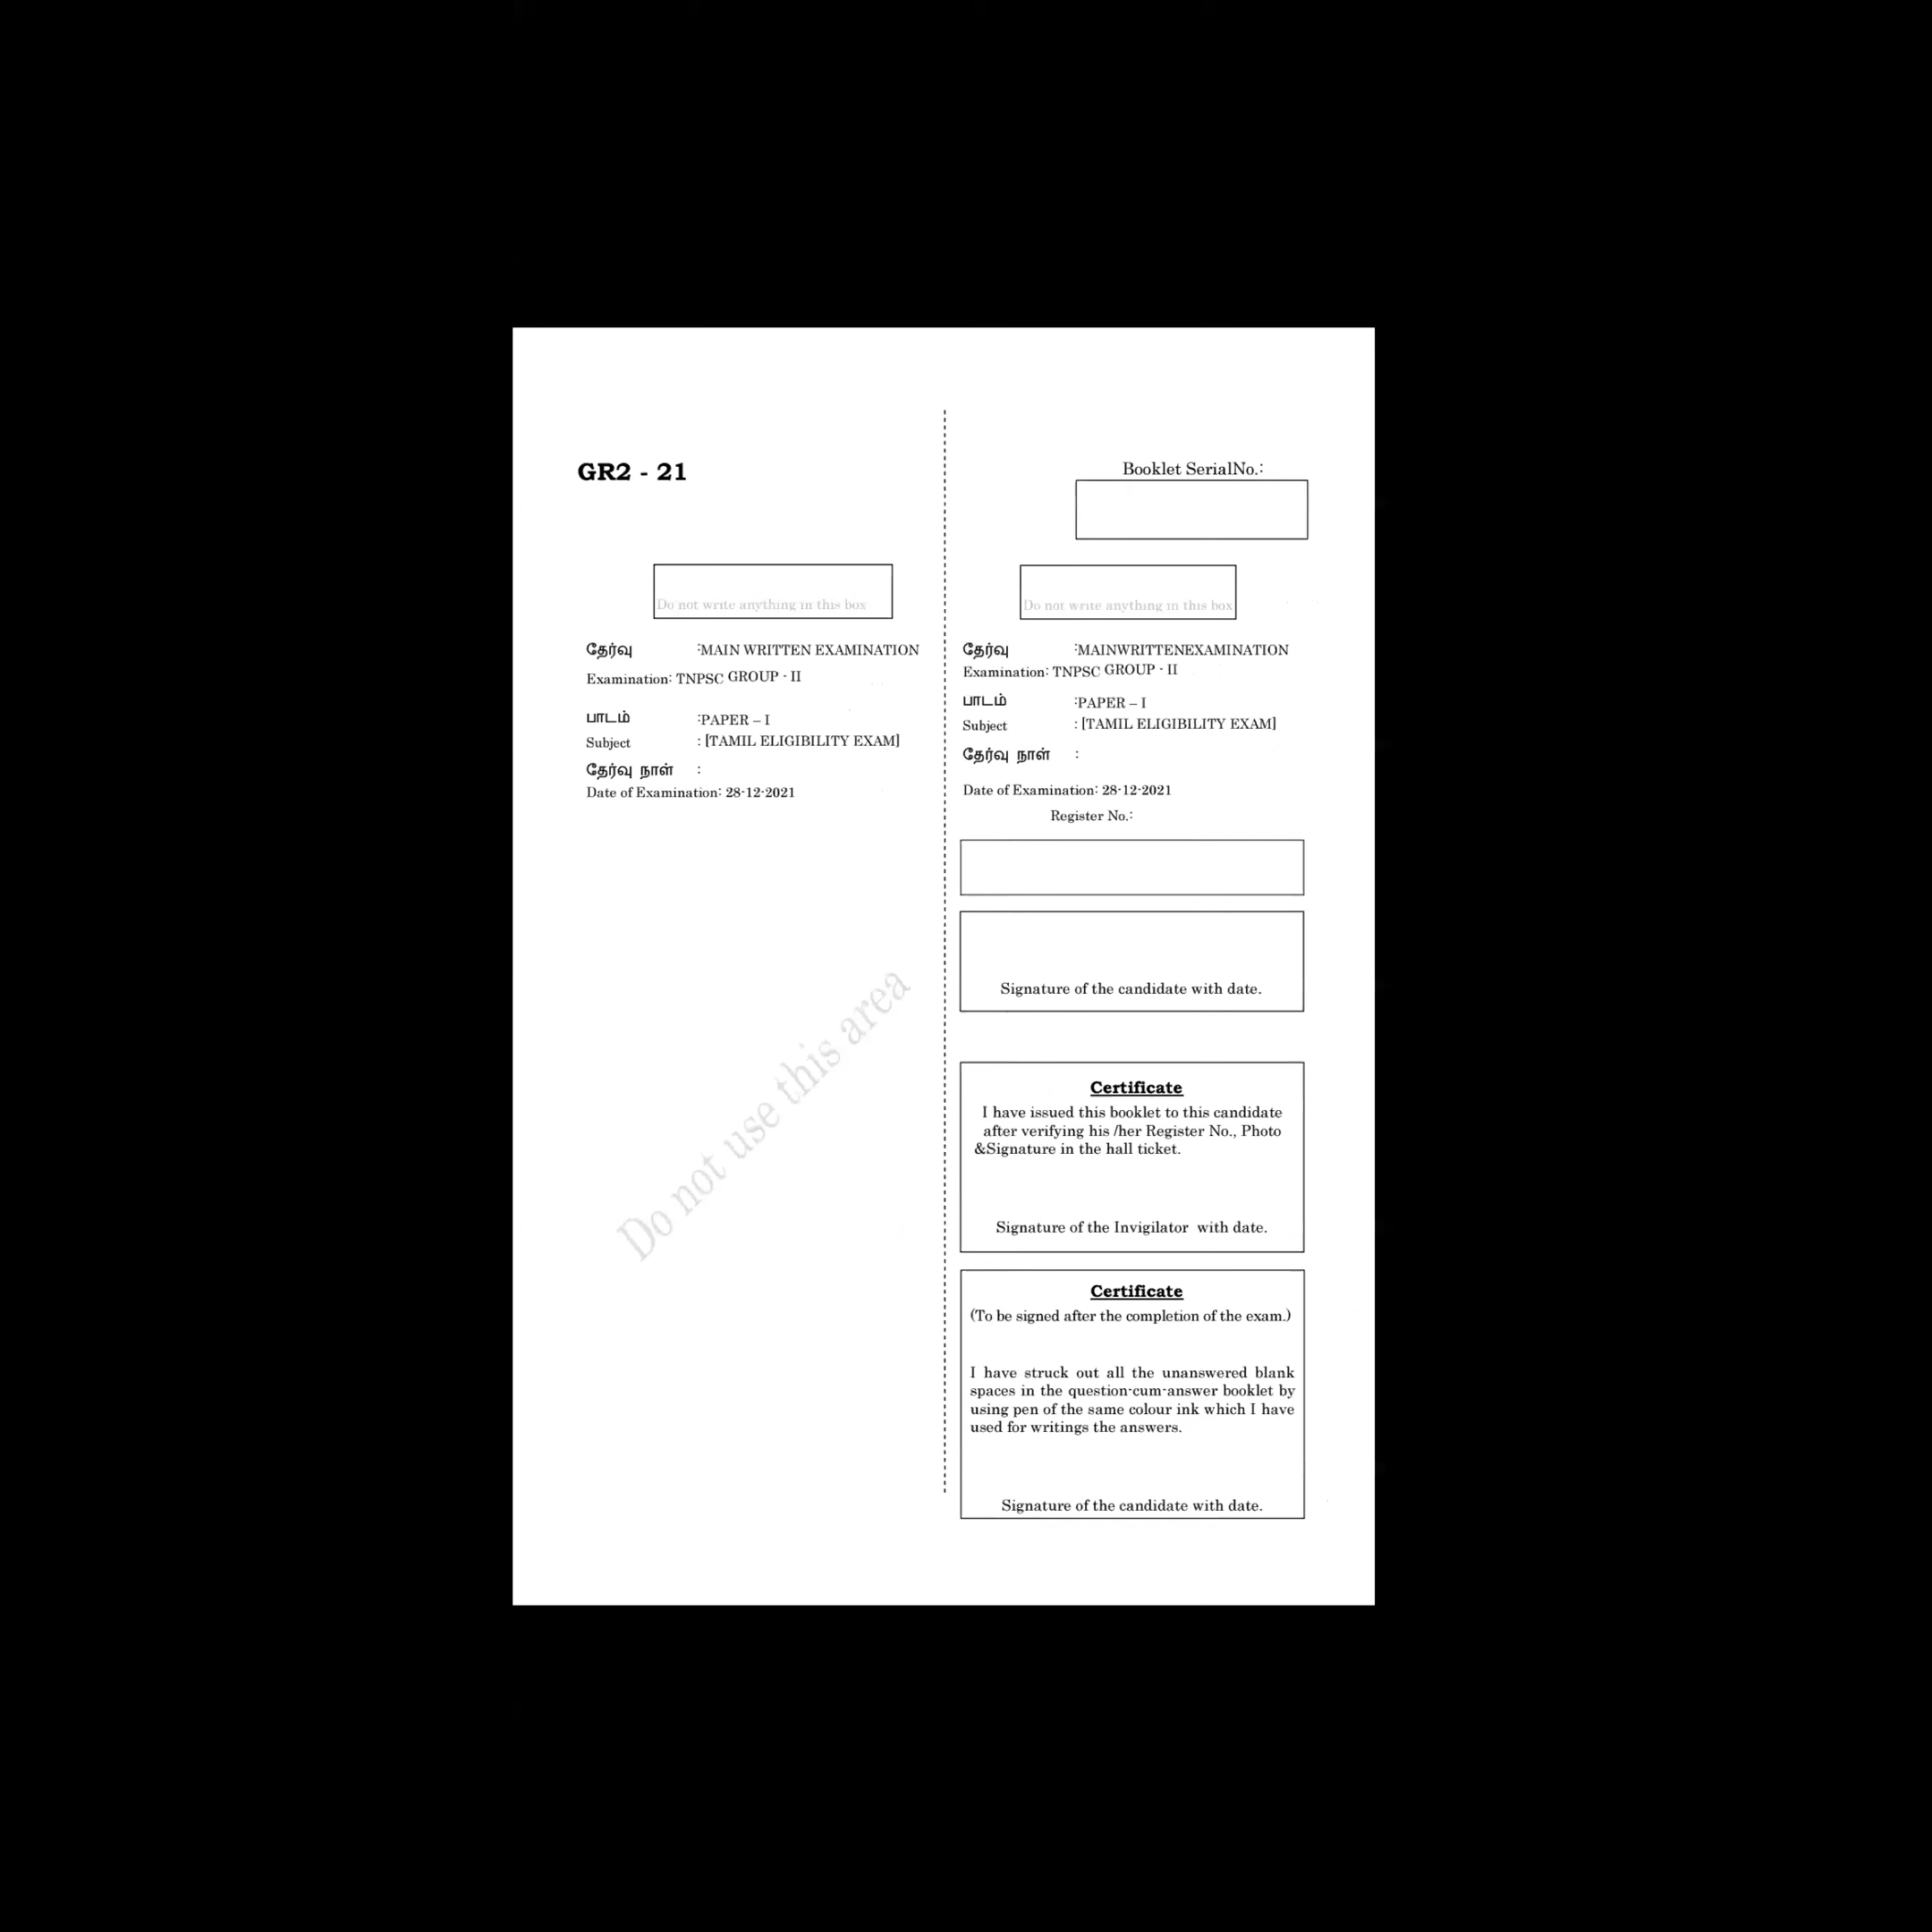 GR2 - 21
Do not write anything in this box
தேர்வு :MAIN WRITTEN EXAMINATION
Examination: TNPSC GROUP - II
பாடம் :PAPER – I
Subject : [TAMIL ELIGIBILITY EXAM]
தேர்வு நாள் :
Date of Examination: 28-12-2021
Do not use this area
Booklet SerialNo.:
Do not write anything in this box
தேர்வு :MAINWRITTENEXAMINATION
Examination: TNPSC GROUP - II
பாடம் :PAPER – I
Subject : [TAMIL ELIGIBILITY EXAM]
தேர்வு நாள் :
Date of Examination: 28-12-2021
Register No.:
Signature of the candidate with date.
Certificate
I have issued this booklet to this candidate
after verifying his /her Register No., Photo
&Signature in the hall ticket.
Signature of the Invigilator with date.
Certificate
(To be signed after the completion of the exam.)
I have struck out all the unanswered blank
spaces in the question-cum-answer booklet by
using pen of the same colour ink which I have
used for writings the answers.
Signature of the candidate with date.